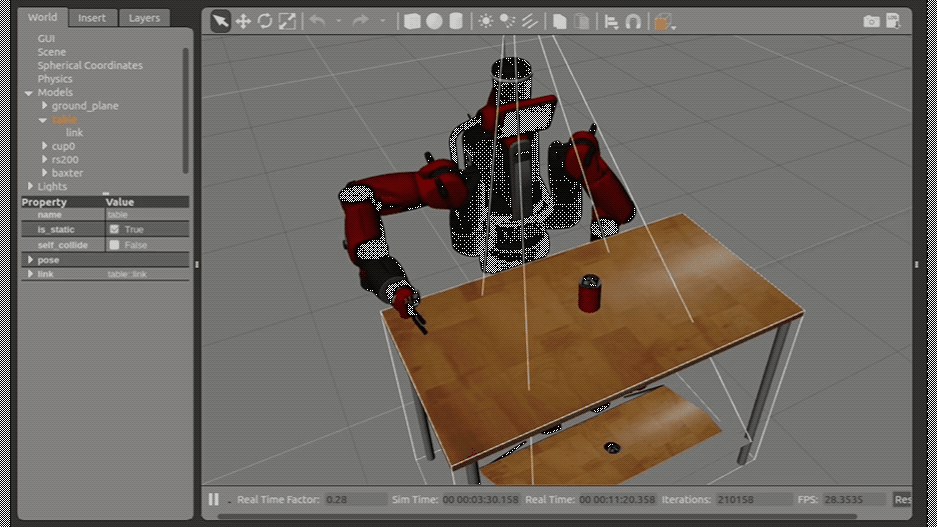 World Insert Layers
GUI
Scene
Spherical Coordinates
Physics
Models
ground_plane
table
link
cup0
rs200
baxter
Lights
Property Value
name table
is_static True
self_collide False
pose
link table::link
Real Time Factor: 0.28 Sim Time: 00 00:03:30.158 Real Time: 00 00:11:20.358 Iterations: 210158 FPS: 28.3535 Res